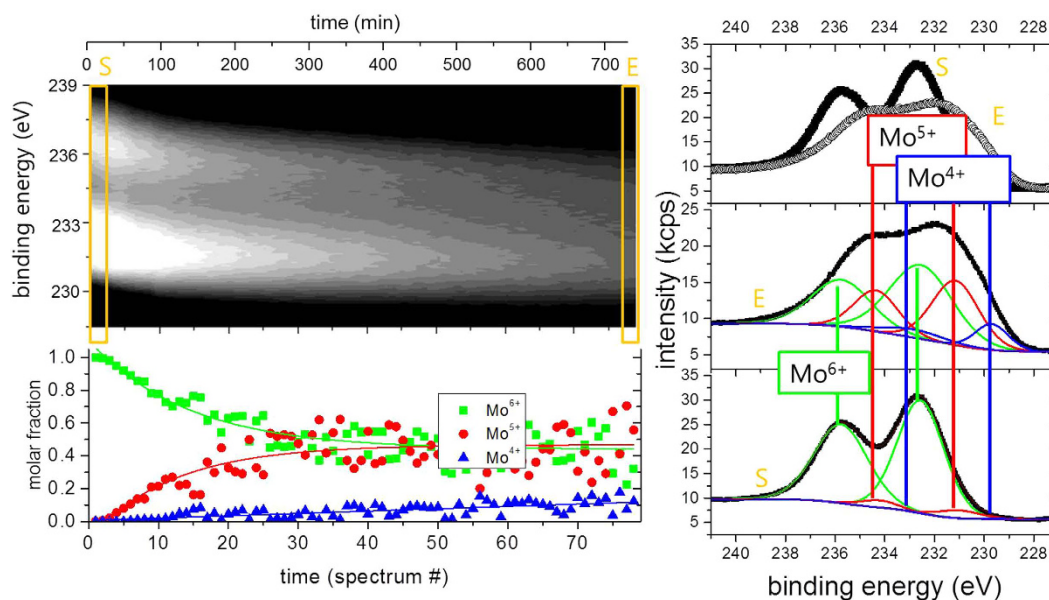 time (min)
0 100 200 300 400 500 600 700
S E
239
236
233
230
binding energy (eV)
1.0
0.8
0.6
0.4
0.2
0.0
molar fraction
Mo6+
Mo5+
Mo4+
0 10 20 30 40 50 60 70
time (spectrum #)
240 238 236 234 232 230 228
35
30
25
20
15
10
5
S
E
Mo5+
Mo4+
25
20
15
10
5
E
intensity (kcps)
Mo6+
35
30
25
20
15
10
5
S
240 238 236 234 232 230 228
binding energy (eV)